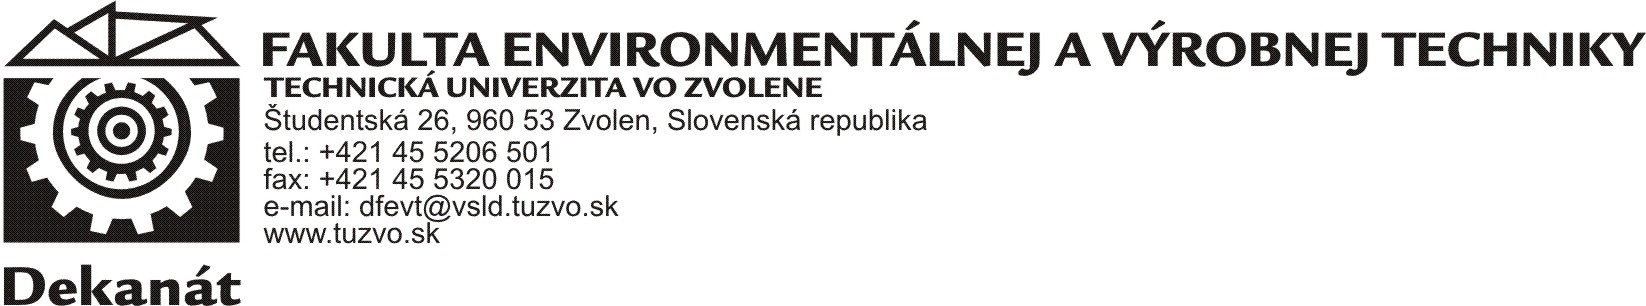 FAKULTA ENVIRONMENTÁLNEJ A VÝROBNEJ TECHNIKY
TECHNICKÁ UNIVERZITA VO ZVOLENE
Študentská 26, 960 53 Zvolen, Slovenská republika
tel.: +421 45 5206 501
fax: +421 45 5320 015
e-mail: dfevt@vsld.tuzvo.sk
www.tuzvo.sk
Dekanát